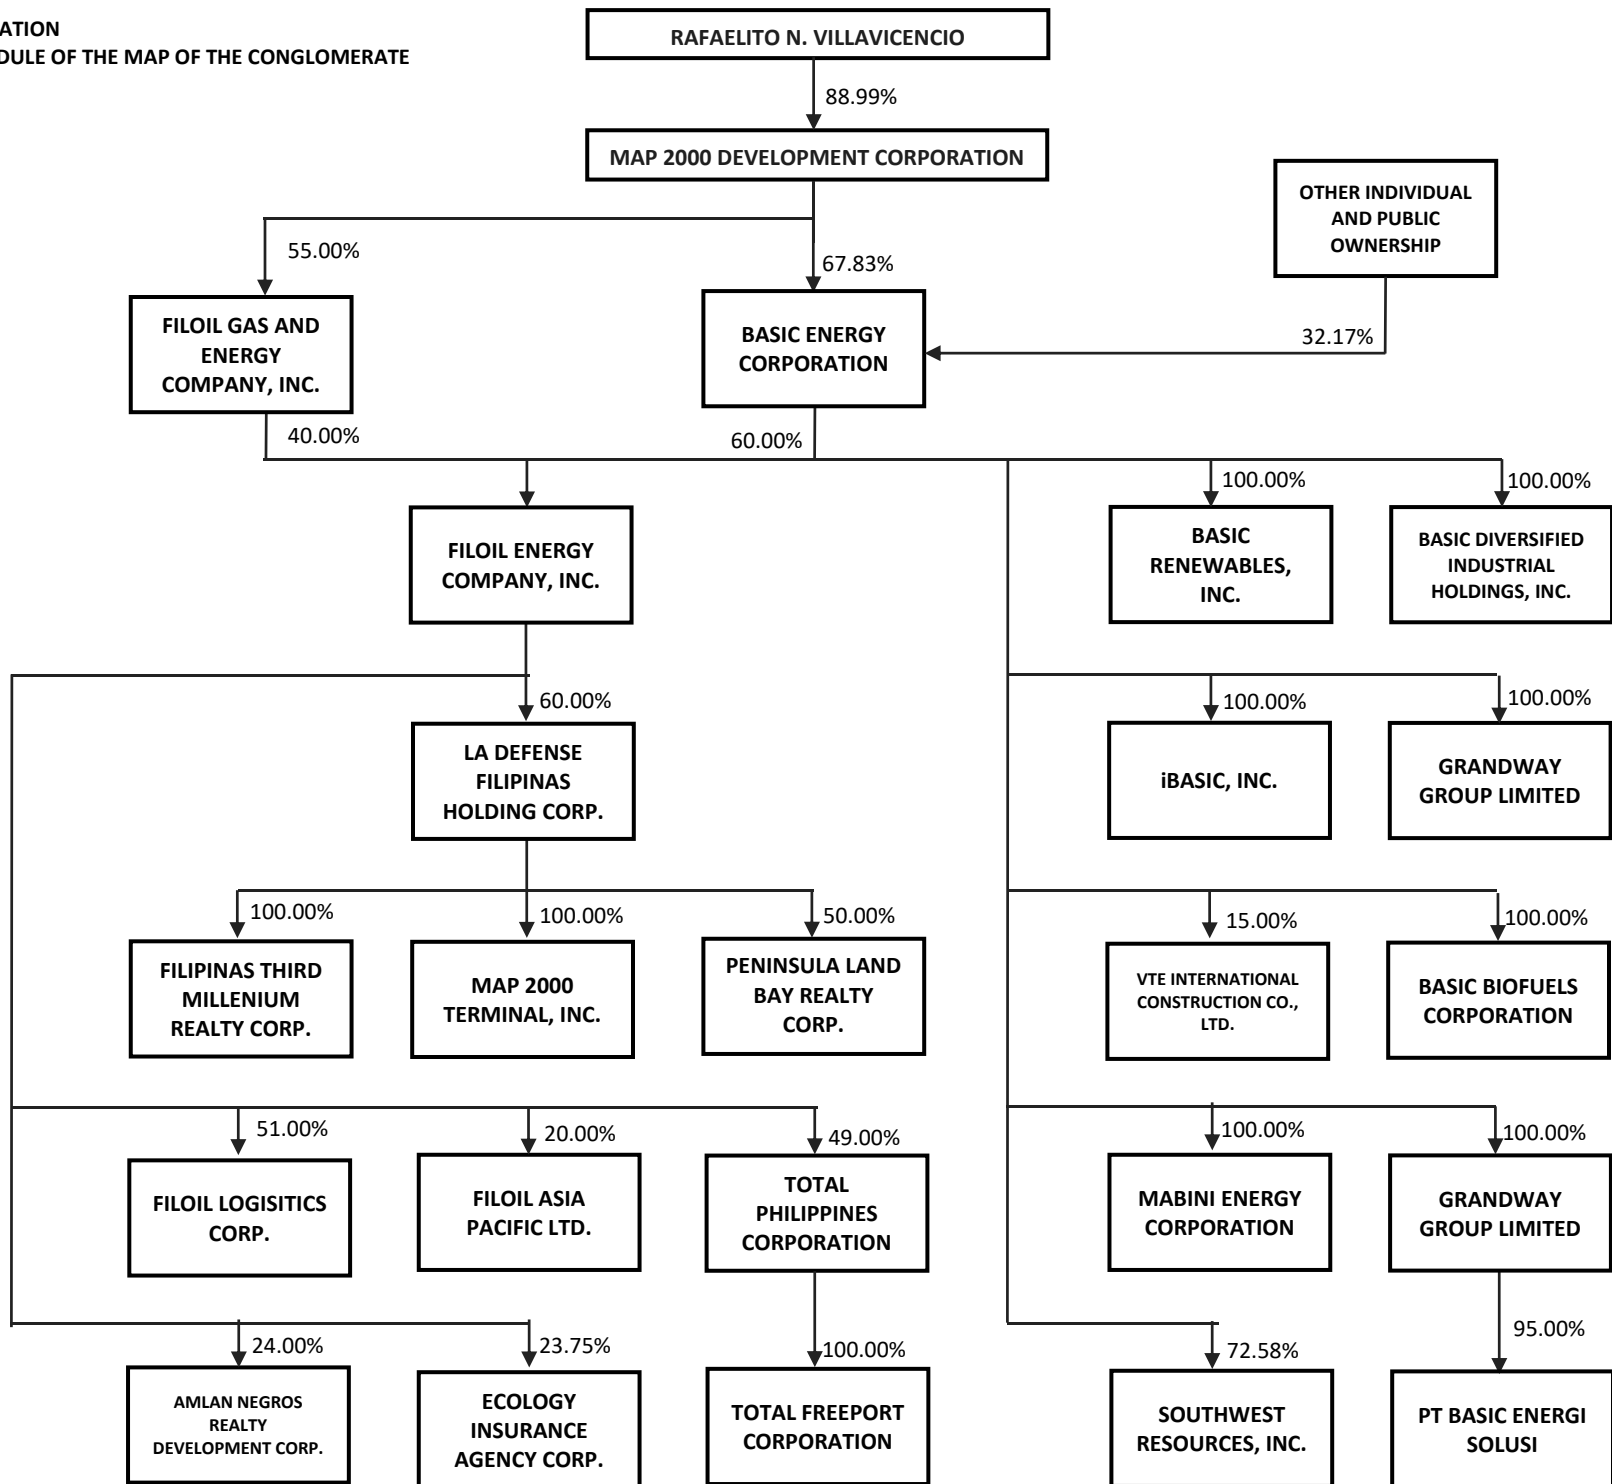 ATION
DULE OF THE MAP OF THE CONGLOMERATE
RAFAELITO N. VILLAVICENCIO
88.99%
MAP 2000 DEVELOPMENT CORPORATION
OTHER INDIVIDUAL
AND PUBLIC
OWNERSHIP
55.00%
67.83%
32.17%
FILOIL GAS AND
ENERGY
COMPANY, INC.
BASIC ENERGY
CORPORATION
40.00%
60.00%
100.00%
100.00%
FILOIL ENERGY
COMPANY, INC.
BASIC
RENEWABLES,
INC.
BASIC DIVERSIFIED
INDUSTRIAL
HOLDINGS, INC.
60.00%
100.00%
100.00%
LA DEFENSE
FILIPINAS
HOLDING CORP.
iBASIC, INC.
GRANDWAY
GROUP LIMITED
100.00%
100.00%
50.00%
15.00%
100.00%
FILIPINAS THIRD
MILLENIUM
REALTY CORP.
MAP 2000
TERMINAL, INC.
PENINSULA LAND
BAY REALTY
CORP.
VTE INTERNATIONAL
CONSTRUCTION CO.,
LTD.
BASIC BIOFUELS
CORPORATION
51.00%
20.00%
49.00%
100.00%
100.00%
FILOIL LOGISITICS
CORP.
FILOIL ASIA
PACIFIC LTD.
TOTAL
PHILIPPINES
CORPORATION
MABINI ENERGY
CORPORATION
GRANDWAY
GROUP LIMITED
24.00%
23.75%
100.00%
72.58%
95.00%
AMLAN NEGROS
REALTY
DEVELOPMENT CORP.
ECOLOGY
INSURANCE
AGENCY CORP.
TOTAL FREEPORT
CORPORATION
SOUTHWEST
RESOURCES, INC.
PT BASIC ENERGI
SOLUSI